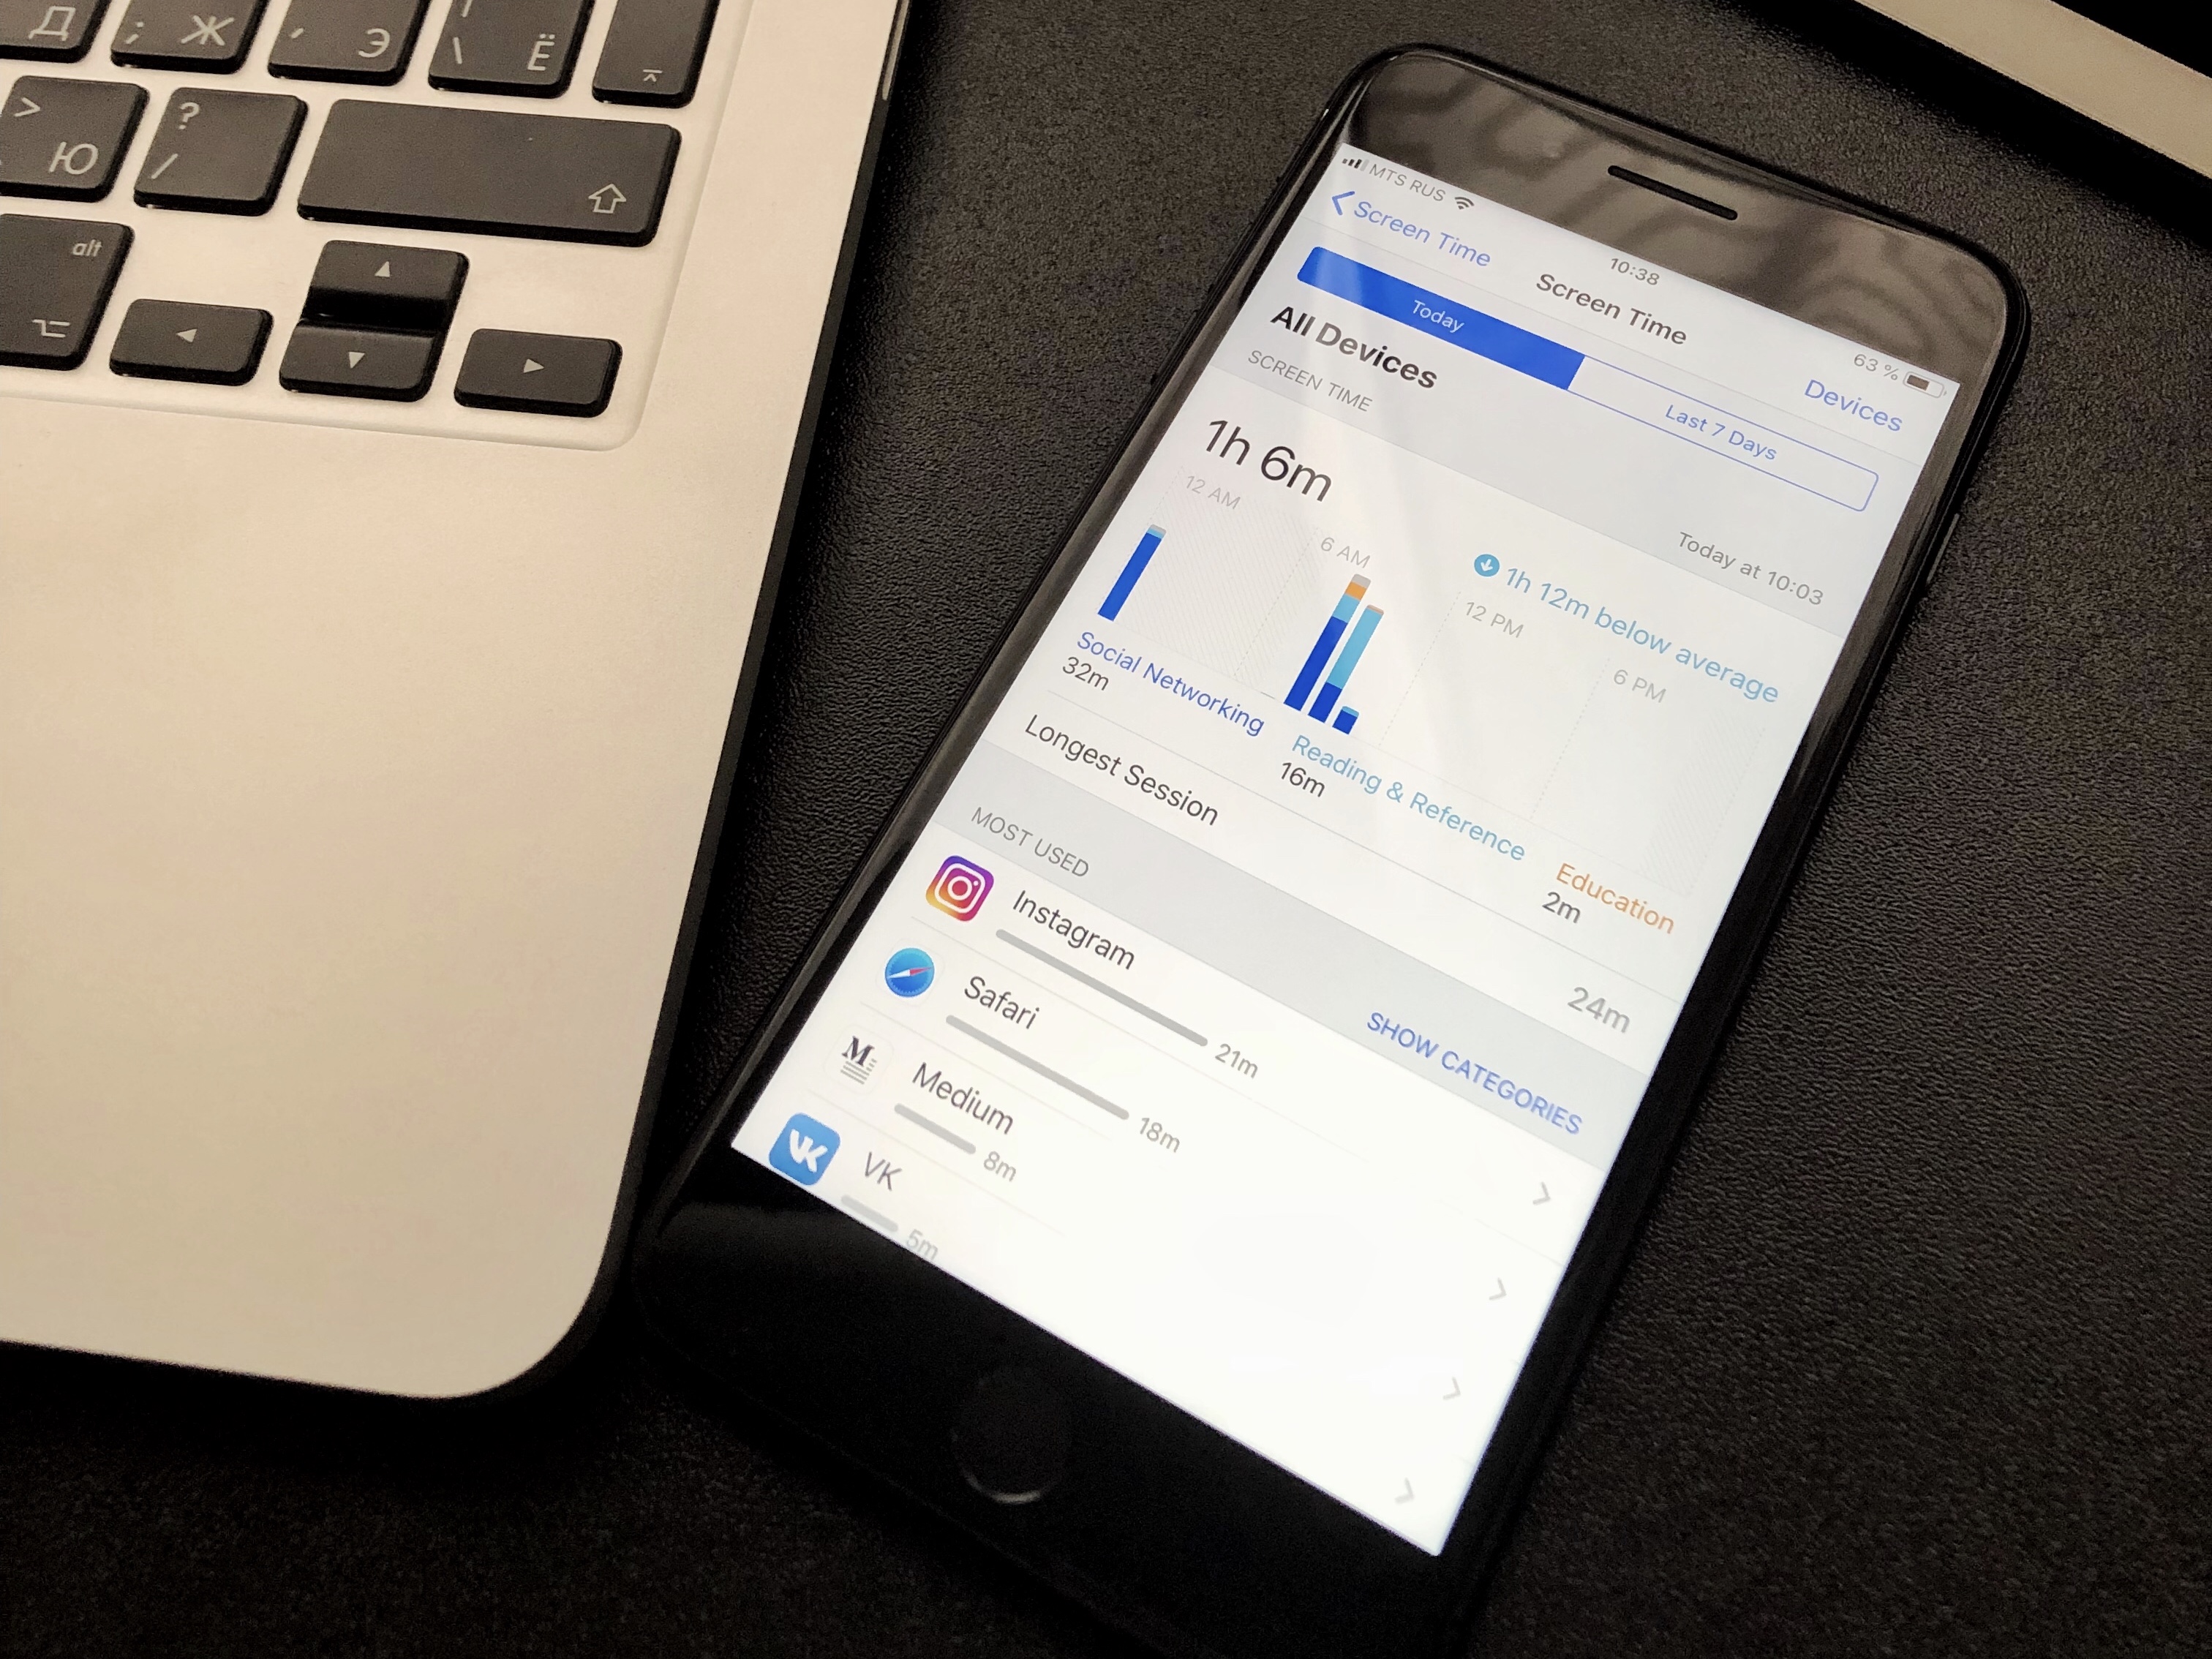 Д
; Ж
' Э
\ Ё
> Ю
? /
alt
MTS RUS
10:38
63 %
Screen Time
Screen Time
Devices
Today
Last 7 Days
All Devices
SCREEN TIME
Today at 10:03
1h 6m
1h 12m below average
12 AM
6 AM
12 PM
6 PM
Social Networking
32m
Reading & Reference
16m
Education
2m
Longest Session
24m
MOST USED
SHOW CATEGORIES
Instagram
21m
Safari
18m
M
Medium
8m
VK
VK
5m